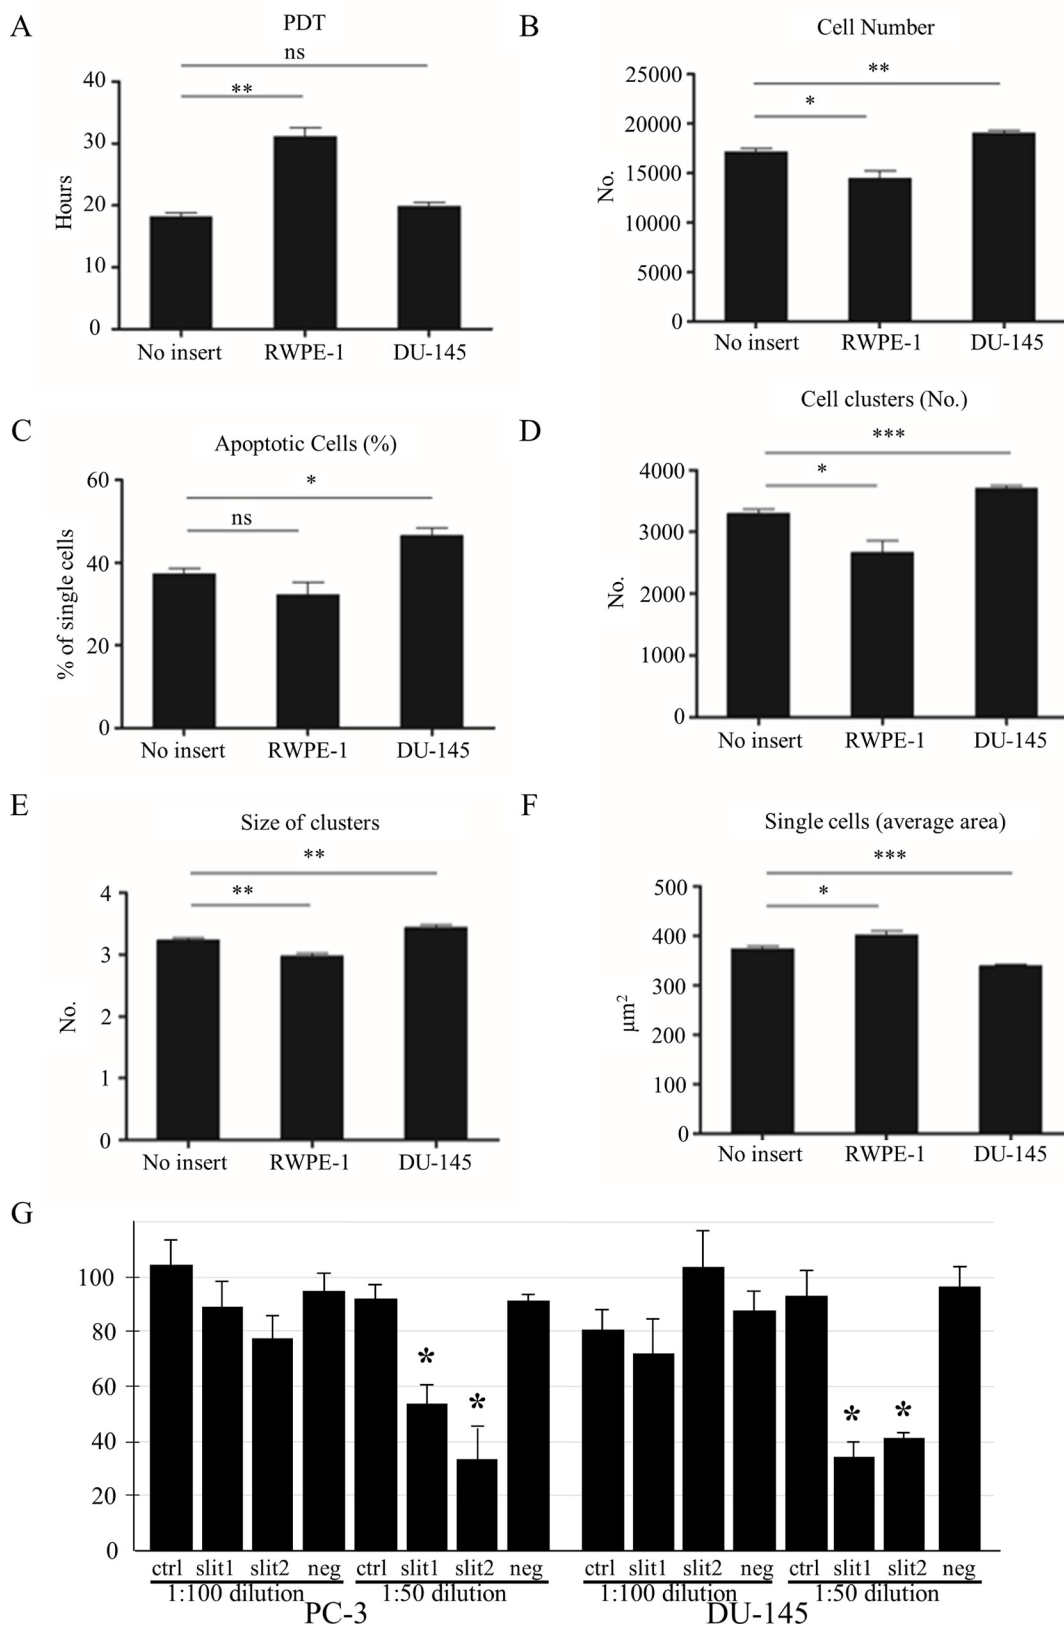 A
PDT
ns
**
40
30
20
10
0
Hours
No insert RWPE-1 DU-145
B
Cell Number
**
*
25000
20000
15000
10000
5000
0
No.
No insert RWPE-1 DU-145
C
Apoptotic Cells (%)
*
ns
60
40
20
0
% of single cells
No insert RWPE-1 DU-145
D
Cell clusters (No.)
***
*
4000
3000
2000
1000
0
No.
No insert RWPE-1 DU-145
E
Size of clusters
**
**
4
3
2
1
0
No.
No insert RWPE-1 DU-145
F
Single cells (average area)
***
*
500
400
300
200
100
0
µm²
No insert RWPE-1 DU-145
G
100
80
60
40
20
0
* * * *
ctrl slit1 slit2 neg ctrl slit1 slit2 neg ctrl slit1 slit2 neg ctrl slit1 slit2 neg
1:100 dilution 1:50 dilution 1:100 dilution 1:50 dilution
PC-3 DU-145